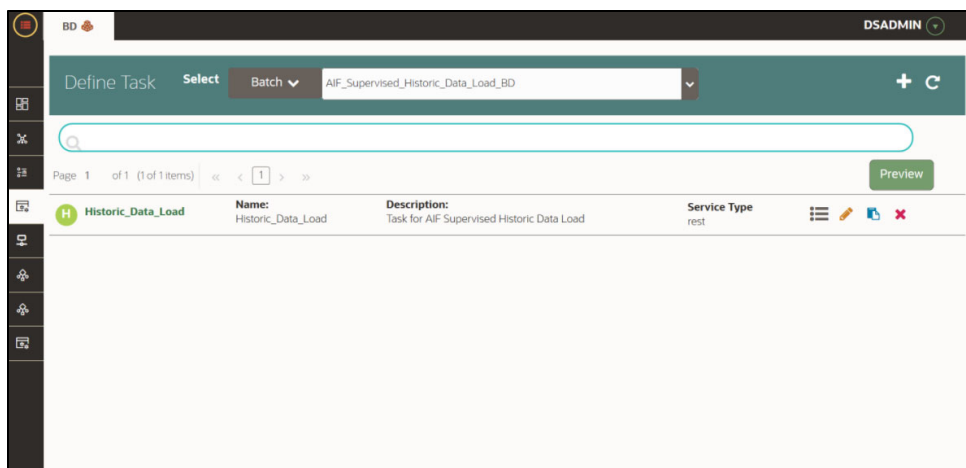 BD
DSADMIN
Define Task Select Batch AIF_Supervised_Historic_Data_Load_BD
Page 1 of 1 (1 of 1 items) « < 1 > »
Preview
H Historic_Data_Load
Name:
Historic_Data_Load
Description:
Task for AIF Supervised Historic Data Load
Service Type
rest